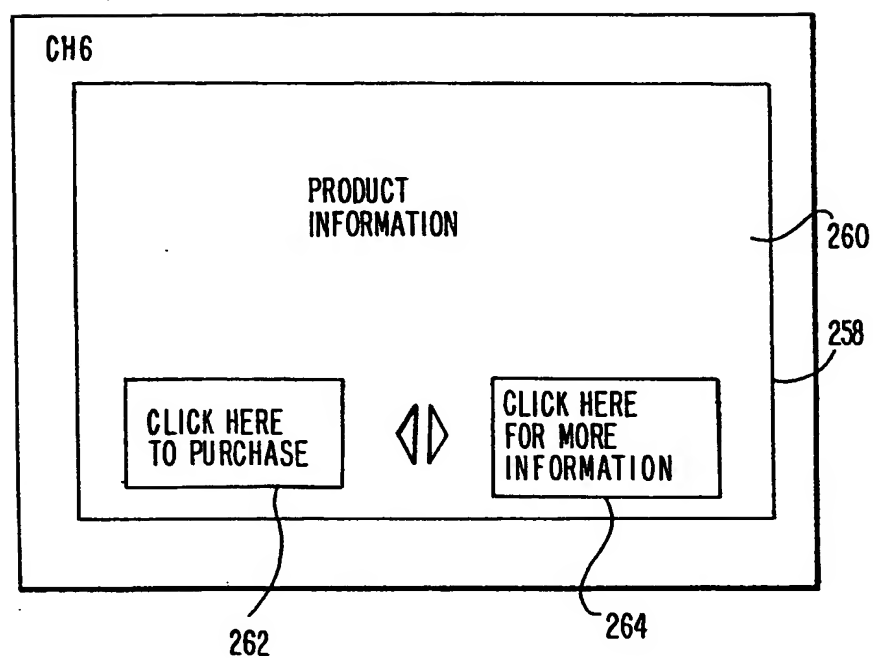 CH6
PRODUCT
INFORMATION
260
258
CLICK HERE
TO PURCHASE
CLICK HERE
FOR MORE
INFORMATION
262
264